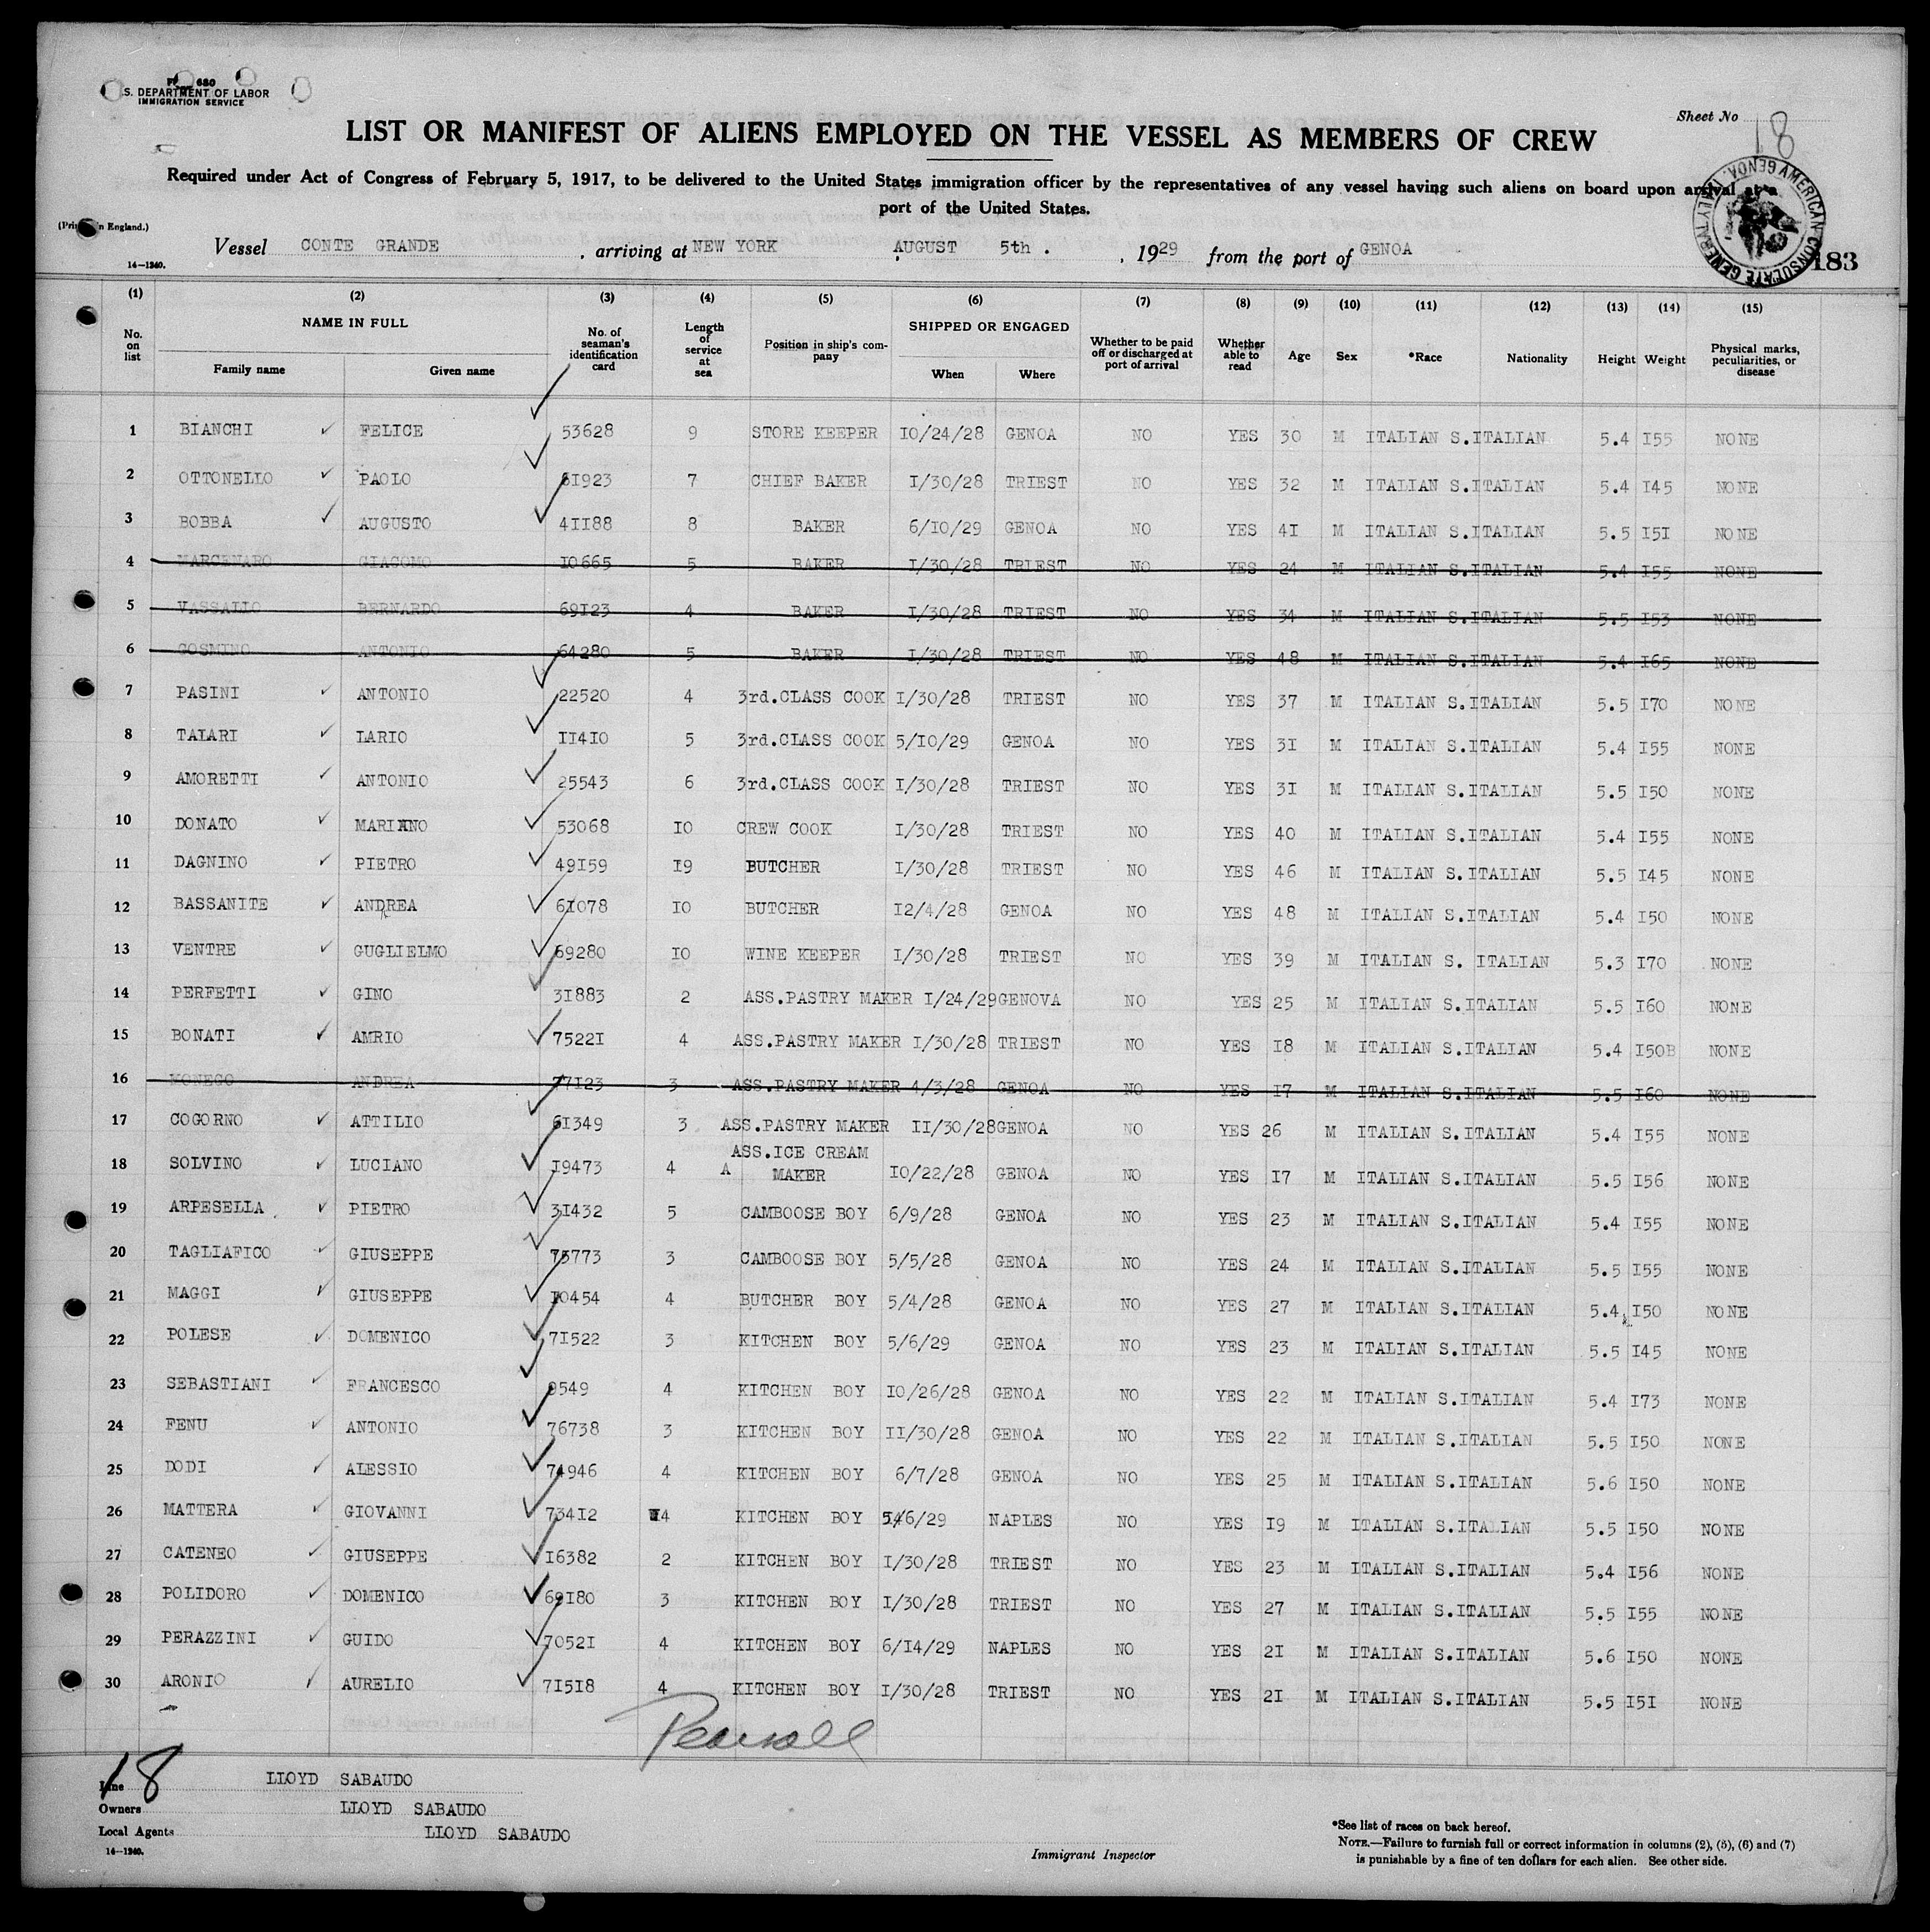 680
S. DEPARTMENT OF LABOR
IMMIGRATION SERVICE
Sheet No 18
LIST OR MANIFEST OF ALIENS EMPLOYED ON THE VESSEL AS MEMBERS OF CREW
Required under Act of Congress of February 5, 1917, to be delivered to the United States immigration officer by the representatives of any vessel having such aliens on board upon arrival at a
port of the United States.
AMERICAN CONSULATE GENERAL GENOA, ITALY
183
n England.)
Vessel CONTE GRANDE , arriving at NEW YORK AUGUST 5th . , 1929 from the port of GENOA
14—1240.
(1) (2) (3) (4) (5) (6) (7) (8) (9) (10) (11) (12) (13) (14) (15)
No. on list NAME IN FULL Family name Given name No. of seaman's identification card Length of service at sea Position in ship's company SHIPPED OR ENGAGED When Where Whether to be paid off or discharged at port of arrival Whether able to read Age Sex *Race Nationality Height Weight Physical marks, peculiarities, or disease
1 BIANCHI FELICE 53628 9 STORE KEEPER I0/24/28 GENOA NO YES 30 M ITALIAN S.ITALIAN 5.4 I55 NONE
2 OTTONELLO PAOLO 6I923 7 CHIEF BAKER I/30/28 TRIEST NO YES 32 M ITALIAN S.ITALIAN 5.4 I45 NONE
3 BOBBA AUGUSTO 4II88 8 BAKER 6/I0/29 GENOA NO YES 4I M ITALIAN S.ITALIAN 5.5 I5I NONE
4 MARCENARO GIACOMO I0665 5 BAKER I/30/28 TRIEST NO YES 24 M ITALIAN S.ITALIAN 5.4 I55 NONE
5 VASSALLO BERNARDO 69I23 4 BAKER I/30/28 TRIEST NO YES 34 M ITALIAN S.ITALIAN 5.5 I53 NONE
6 COSMINO ANTONIO 64280 5 BAKER I/30/28 TRIEST NO YES 48 M ITALIAN S.ITALIAN 5.4 I65 NONE
7 PASINI ANTONIO 22520 4 3rd.CLASS COOK I/30/28 TRIEST NO YES 37 M ITALIAN S.ITALIAN 5.5 I70 NONE
8 TALARI LARIO II4I0 5 3rd.CLASS COOK 5/I0/29 GENOA NO YES 3I M ITALIAN S.ITALIAN 5.4 I55 NONE
9 AMORETTI ANTONIO 25543 6 3rd.CLASS COOK I/30/28 TRIEST NO YES 3I M ITALIAN S.ITALIAN 5.5 I50 NONE
10 DONATO MARIANO 53068 I0 CREW COOK I/30/28 TRIEST NO YES 40 M ITALIAN S.ITALIAN 5.4 I55 NONE
11 DAGNINO PIETRO 49I59 I9 BUTCHER I/30/28 TRIEST NO YES 46 M ITALIAN S.ITALIAN 5.5 I45 NONE
12 BASSANITE ANDREA 6I078 I0 BUTCHER I2/4/28 GENOA NO YES 48 M ITALIAN S.ITALIAN 5.4 I50 NONE
13 VENTRE GUGLIELMO 69280 I0 WINE KEEPER I/30/28 TRIEST NO YES 39 M ITALIAN S. ITALIAN 5.3 I70 NONE
14 PERFETTI GINO 3I883 2 ASS.PASTRY MAKER I/24/29 GENOVA NO YES 25 M ITALIAN S.ITALIAN 5.5 I60 NONE
15 BONATI AMRIO 7522I 4 ASS.PASTRY MAKER I/30/28 TRIEST NO YES I8 M ITALIAN S.ITALIAN 5.4 I50B NONE
16 ANDREA 77I23 3 ASS.PASTRY MAKER 4/3/28 GENOA NO YES I7 M ITALIAN S.ITALIAN 5.5 I60 NONE
17 COGORNO ATTILIO 6I349 3 ASS.PASTRY MAKER II/30/28 GENOA NO YES 26 M ITALIAN S.ITALIAN 5.4 I55 NONE
18 SOLVINO LUCIANO I9473 4 A ASS.ICE CREAM MAKER I0/22/28 GENOA NO YES I7 M ITALIAN S.ITALIAN 5.5 I56 NONE
19 ARPESELLA PIETRO 3I432 5 CAMBOOSE BOY 6/9/28 GENOA NO YES 23 M ITALIAN S.ITALIAN 5.4 I55 NONE
20 TAGLIAFICO GIUSEPPE 75773 3 CAMBOOSE BOY 5/5/28 GENOA NO YES 24 M ITALIAN S.ITALIAN 5.5 I55 NONE
21 MAGGI GIUSEPPE I0454 4 BUTCHER BOY 5/4/28 GENOA NO YES 27 M ITALIAN S.ITALIAN 5.4 I50 NONE
22 POLESE DOMENICO 7I522 3 KITCHEN BOY 5/6/29 GENOA NO YES 23 M ITALIAN S.ITALIAN 5.5 I45 NONE
23 SEBASTIANI FRANCESCO 9549 4 KITCHEN BOY I0/26/28 GENOA NO YES 22 M ITALIAN S.ITALIAN 5.4 I73 NONE
24 FENU ANTONIO 76738 3 KITCHEN BOY II/30/28 GENOA NO YES 22 M ITALIAN S.ITALIAN 5.5 I50 NONE
25 DODI ALESSIO 74946 4 KITCHEN BOY 6/7/28 GENOA NO YES 25 M ITALIAN S.ITALIAN 5.6 I50 NONE
26 MATTERA GIOVANNI 734I2 4 KITCHEN BOY 5/6/29 NAPLES NO YES I9 M ITALIAN S.ITALIAN 5.5 I50 NONE
27 CATENEO GIUSEPPE I6382 2 KITCHEN BOY I/30/28 TRIEST NO YES 23 M ITALIAN S.ITALIAN 5.4 I56 NONE
28 POLIDORO DOMENICO 69I80 3 KITCHEN BOY I/30/28 TRIEST NO YES 27 M ITALIAN S.ITALIAN 5.5 I55 NONE
29 PERAZZINI GUIDO 7052I 4 KITCHEN BOY 6/I4/29 NAPLES NO YES 2I M ITALIAN S.ITALIAN 5.6 I50 NONE
30 ARONIO AURELIO 7I5I8 4 KITCHEN BOY I/30/28 TRIEST NO YES 2I M ITALIAN S.ITALIAN 5.5 I5I NONE
Pearsall
18
Line LLOYD SABAUDO
Owners LLOYD SABAUDO
Local Agents LLOYD SABAUDO
14—1240.
Immigrant Inspector
*See list of races on back hereof.
NOTE.—Failure to furnish full or correct information in columns (2), (5), (6) and (7)
is punishable by a fine of ten dollars for each alien. See other side.